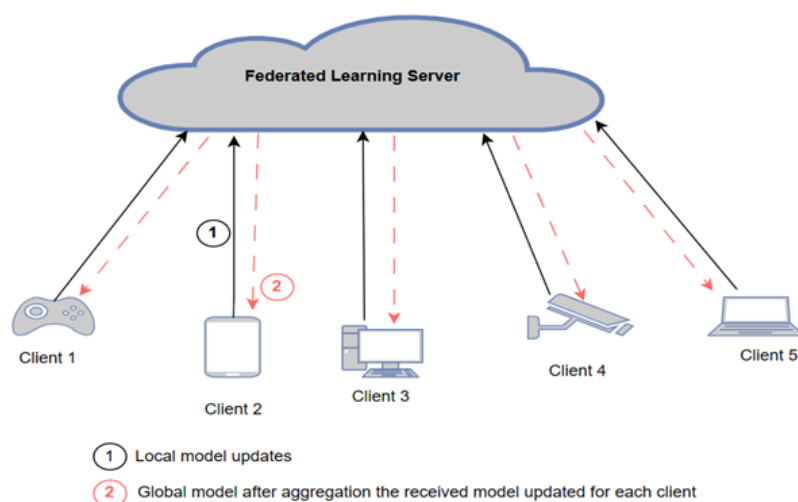 Federated Learning Server
1
2
Client 1
Client 2
Client 3
Client 4
Client 5
1 Local model updates
2 Global model after aggregation the received model updated for each client